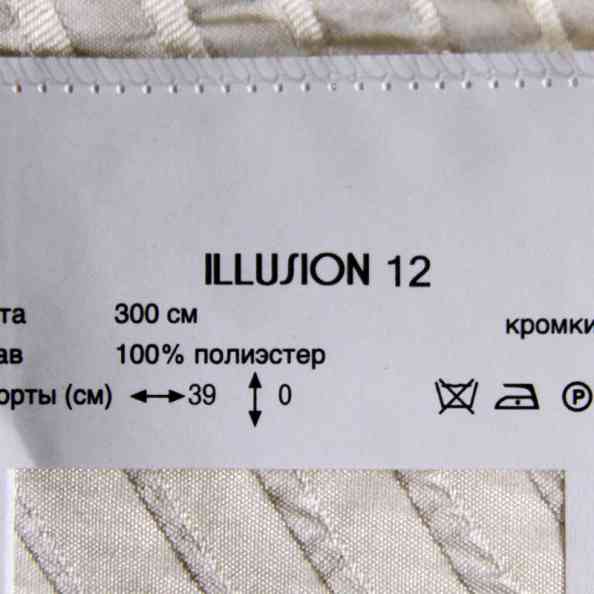 ILLUSION 12
та 300 см
кромки
ав 100% полиэстер
орты (см) 39 0 P